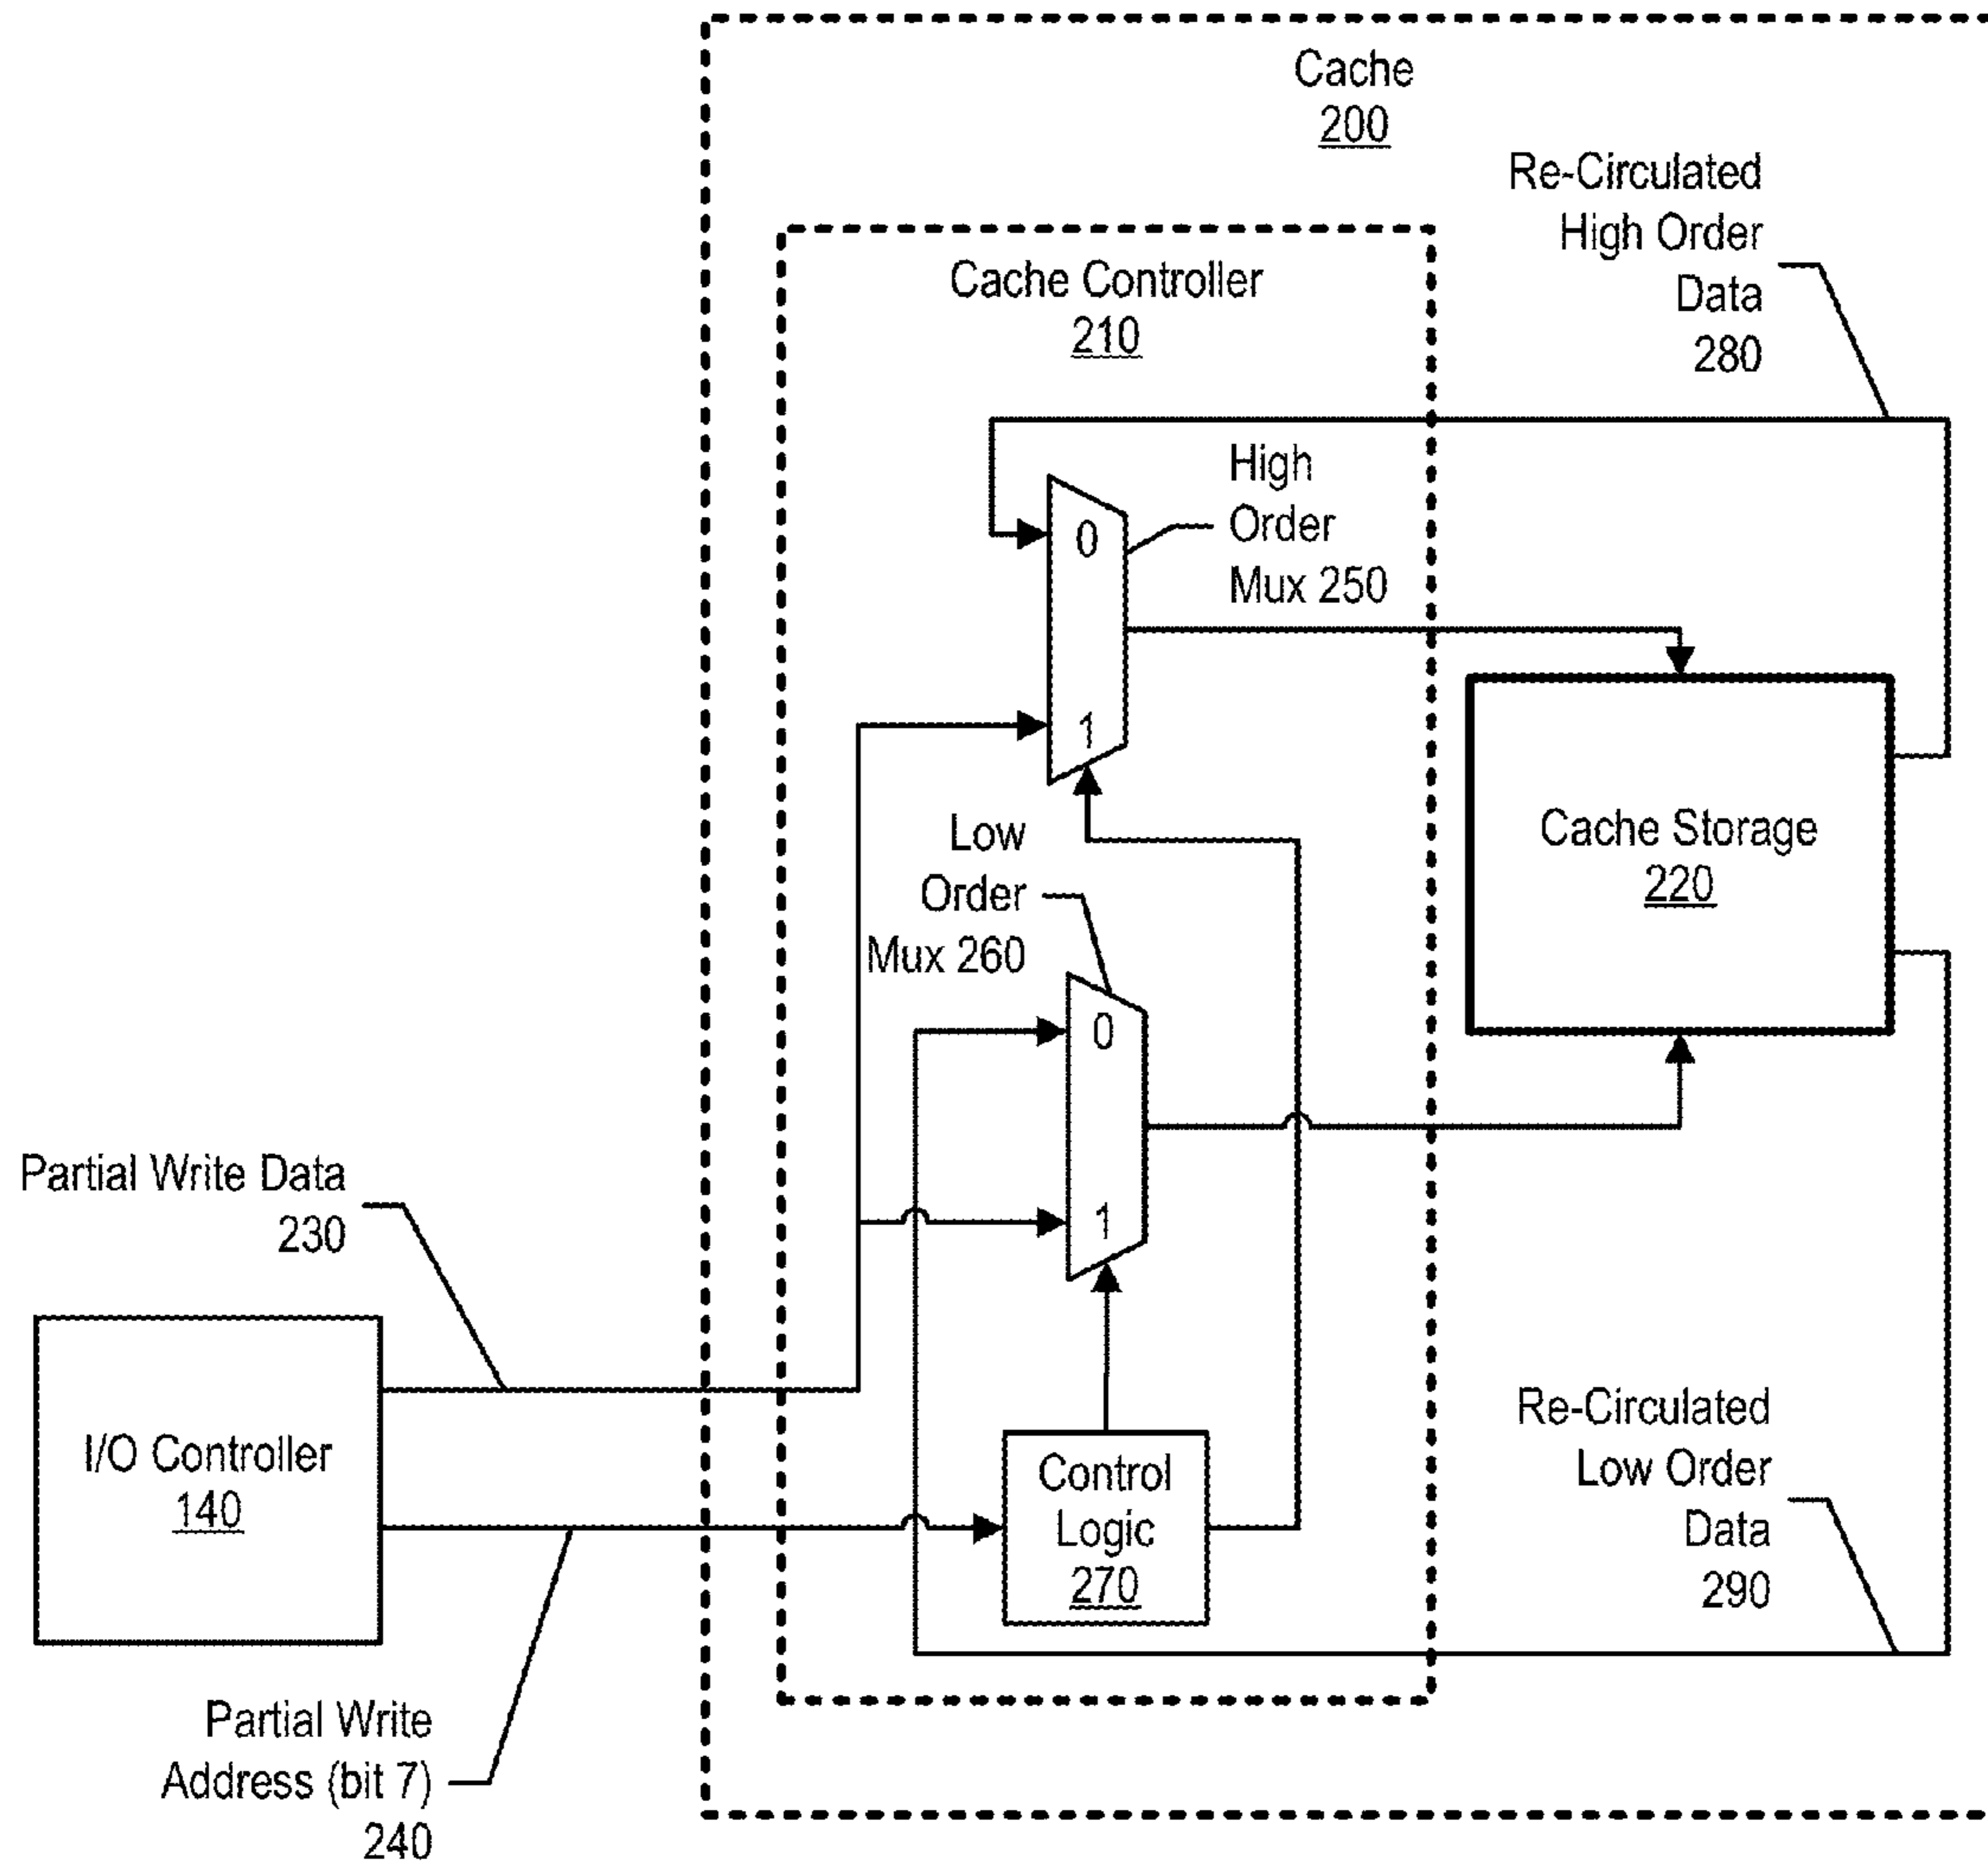 Cache
200
Re-Circulated
High Order
Data
280
Cache Controller
210
High
Order
Mux 250
0
1
Low
Order
Mux 260
Cache Storage
220
0
1
Partial Write Data
230
I/O Controller
140
Control
Logic
270
Re-Circulated
Low Order
Data
290
Partial Write
Address (bit 7)
240